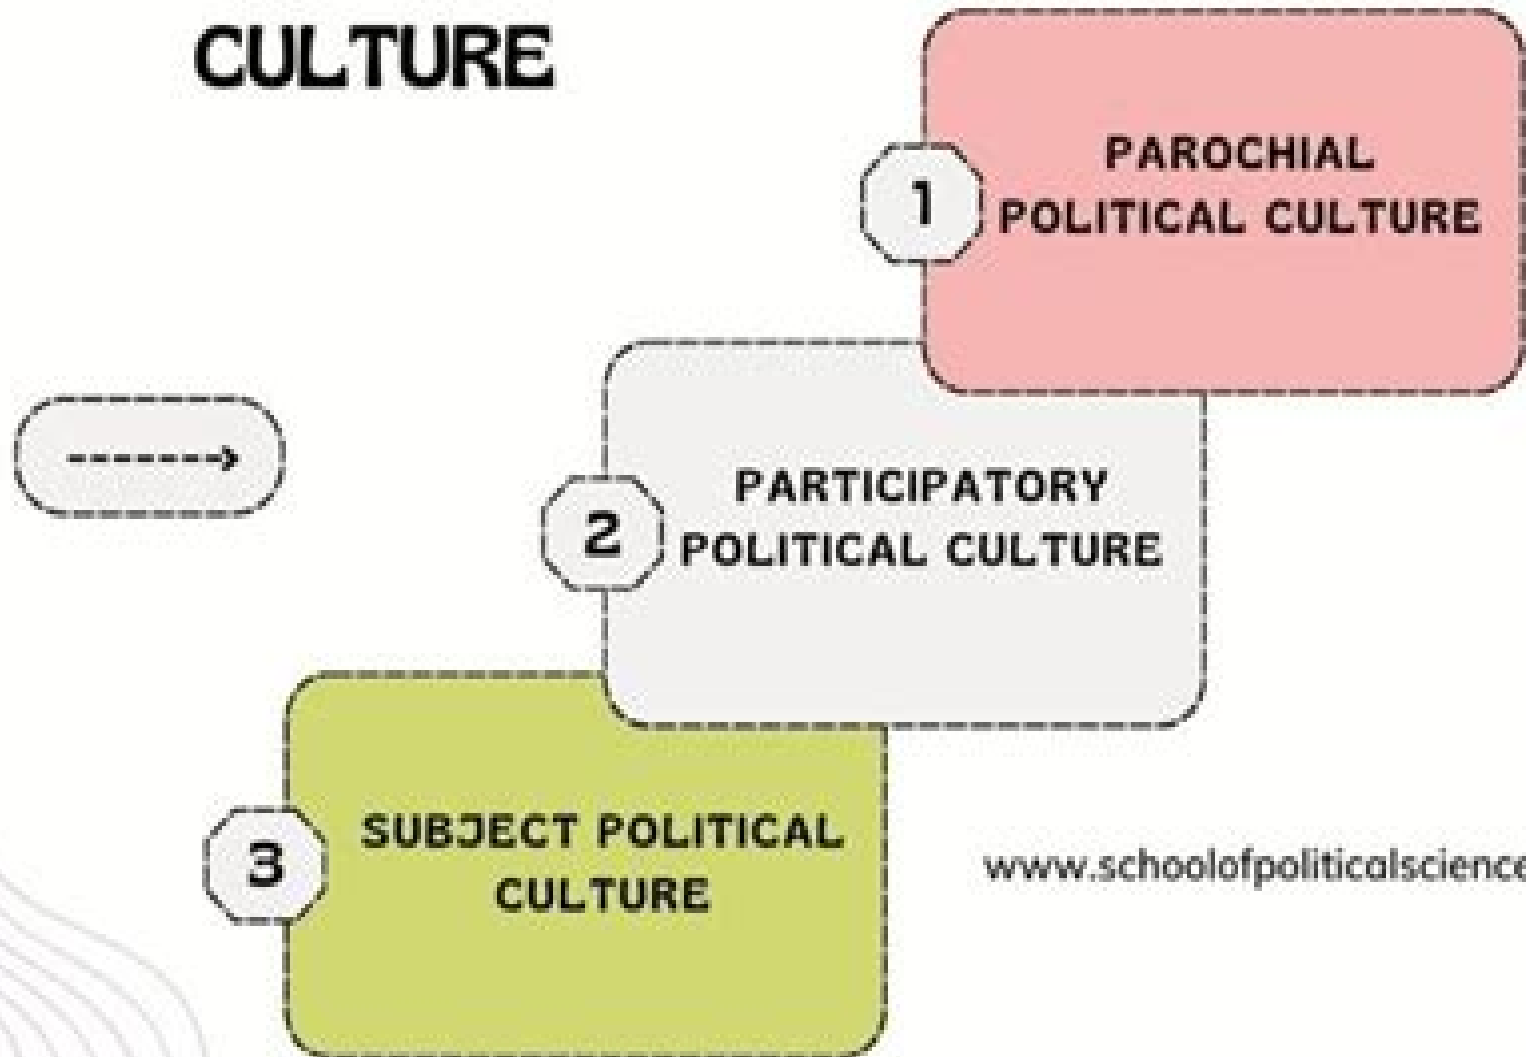 CULTURE
1
PAROCHIAL
POLITICAL CULTURE
2
PARTICIPATORY
POLITICAL CULTURE
3
SUBJECT POLITICAL
CULTURE
www.schoolofpoliticalscience